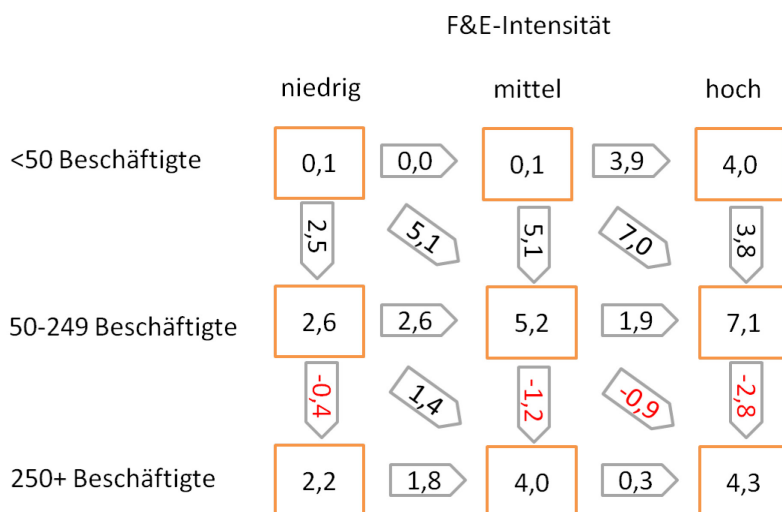 F&E-Intensität
niedrig mittel hoch
<50 Beschäftigte 0,1 0,0 0,1 3,9 4,0
2,5 5,1 5,1 7,0 3,8
50-249 Beschäftigte 2,6 2,6 5,2 1,9 7,1
-0,4 1,4 -1,2 -0,9 -2,8
250+ Beschäftigte 2,2 1,8 4,0 0,3 4,3